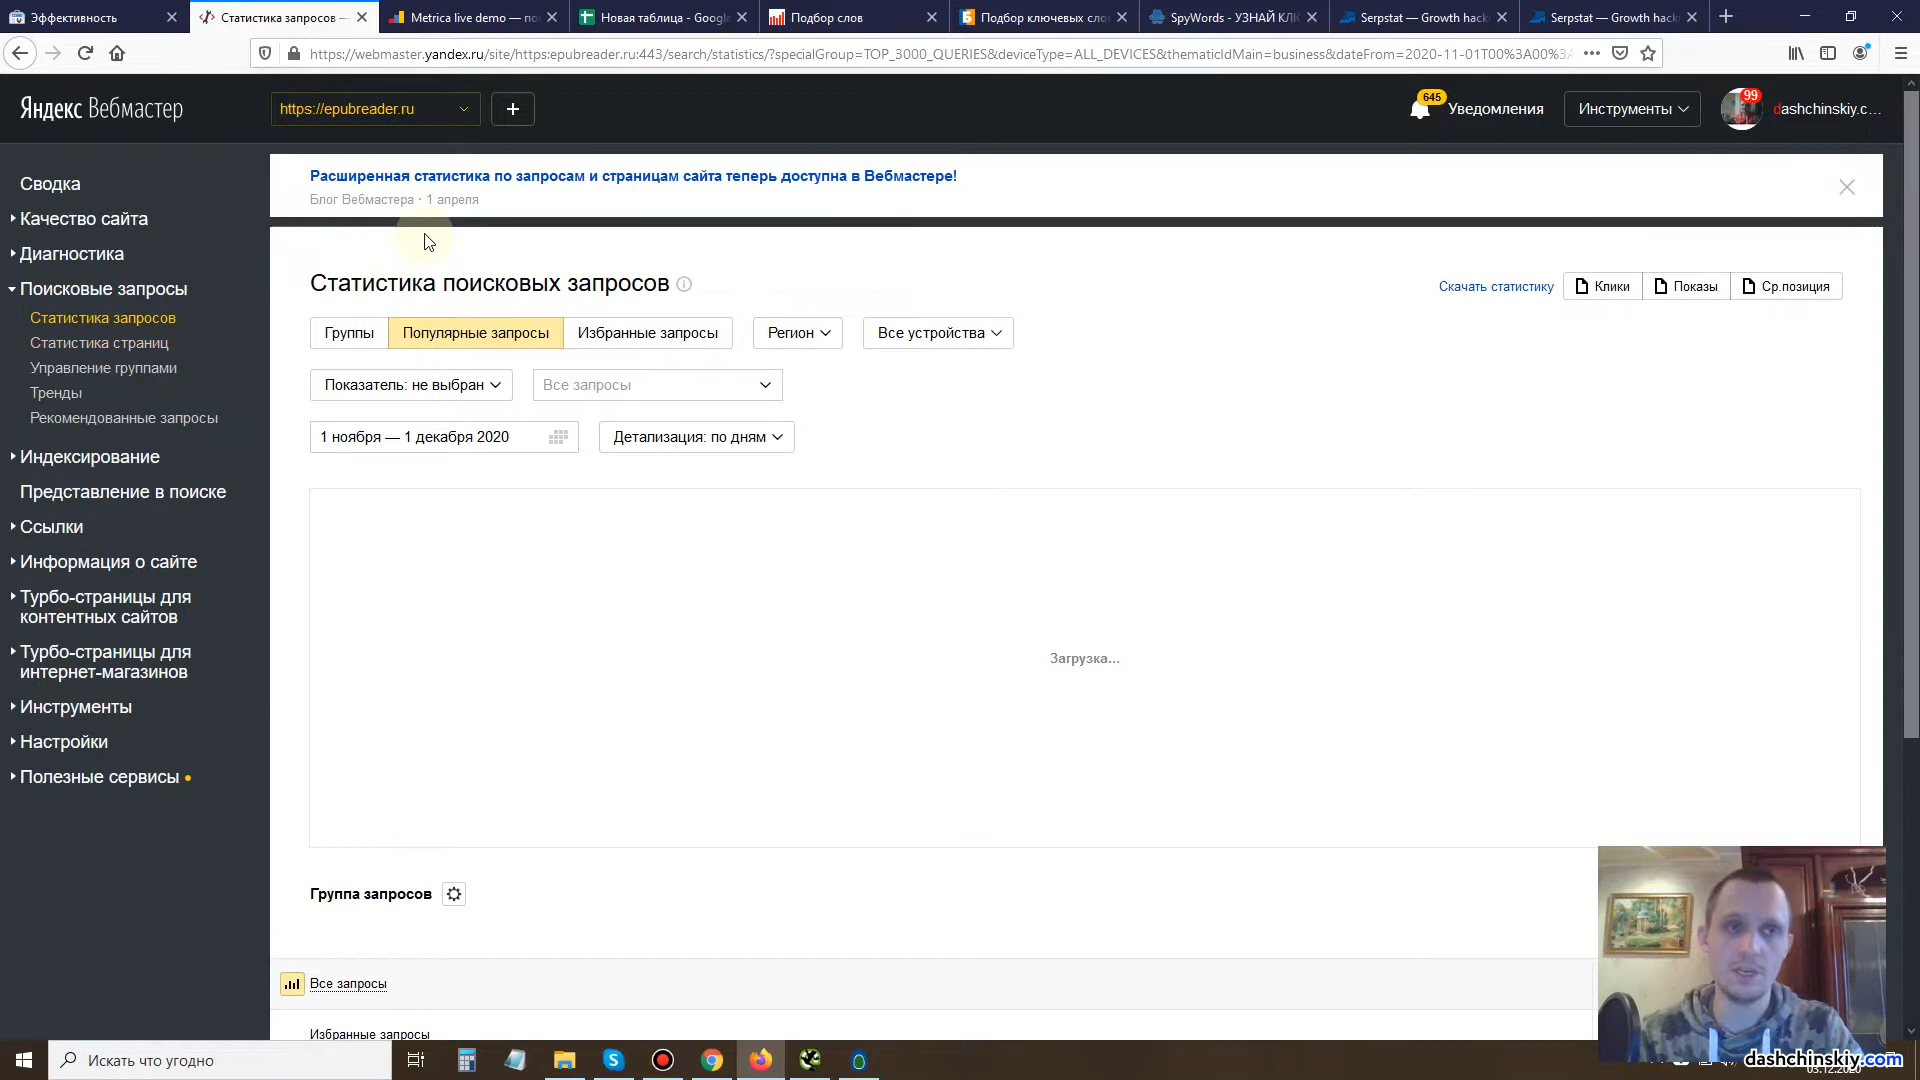 Эффективность
Статистика запросов —
Metrica live demo — по
Новая таблица - Google
Подбор слов
Подбор ключевых сло
SpyWords - УЗНАЙ КЛ
Serpstat — Growth hack
Serpstat — Growth hack
https://webmaster.yandex.ru/site/https:epubreader.ru:443/search/statistics/?specialGroup=TOP_3000_QUERIES&deviceType=ALL_DEVICES&thematicIdMain=business&dateFrom=2020-11-01T00%3A00%3A
Яндекс Вебмастер
https://epubreader.ru
+
645
Уведомления
Инструменты
99
dashchinskiy.c...
Сводка
Качество сайта
Диагностика
Поисковые запросы
Статистика запросов
Статистика страниц
Управление группами
Тренды
Рекомендованные запросы
Индексирование
Представление в поиске
Ссылки
Информация о сайте
Турбо-страницы для
контентных сайтов
Турбо-страницы для
интернет-магазинов
Инструменты
Настройки
Полезные сервисы
Расширенная статистика по запросам и страницам сайта теперь доступна в Вебмастере!
Блог Вебмастера · 1 апреля
Статистика поисковых запросов
Скачать статистику
Клики
Показы
Ср.позиция
Группы
Популярные запросы
Избранные запросы
Регион
Все устройства
Показатель: не выбран
Все запросы
1 ноября — 1 декабря 2020
Детализация: по дням
Загрузка...
Группа запросов
Все запросы
Избранные запросы
Искать что угодно
dashchinskiy.com
03.12.2020